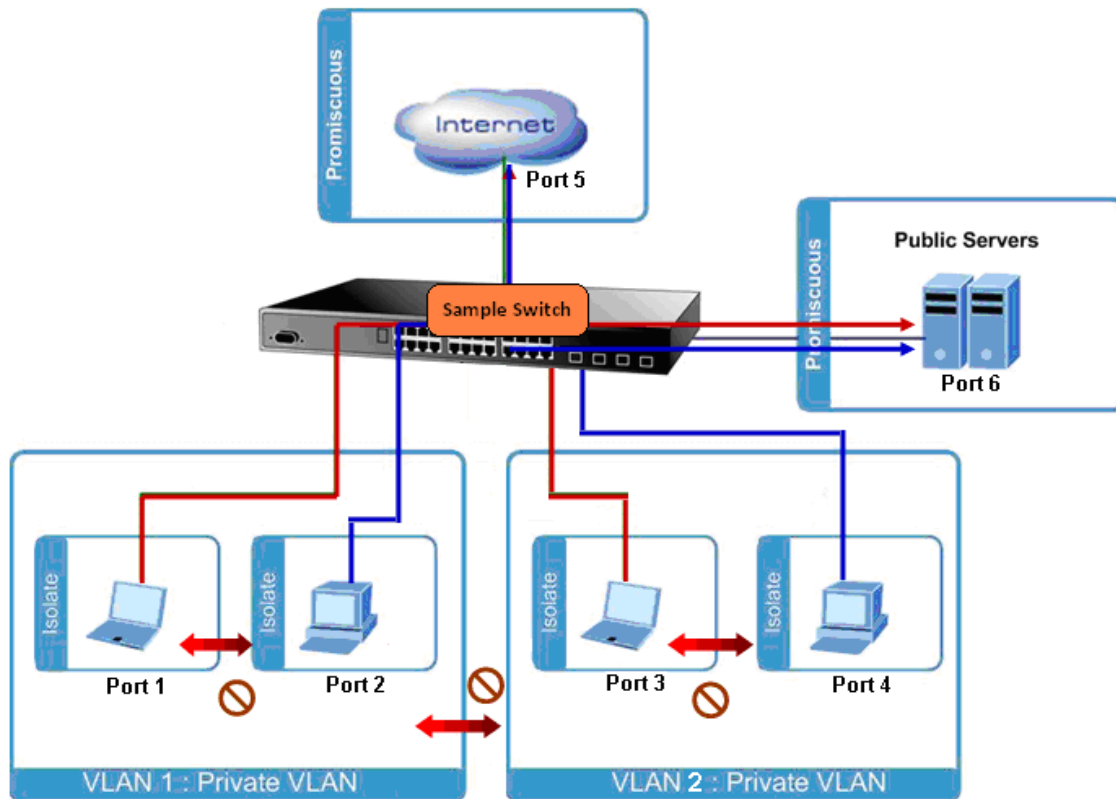 Promiscuous
Internet
Port 5
Promiscuous
Public Servers
Port 6
Sample Switch
Isolate
Port 1
Isolate
Port 2
Isolate
Port 3
Isolate
Port 4
VLAN 1 : Private VLAN
VLAN 2 : Private VLAN